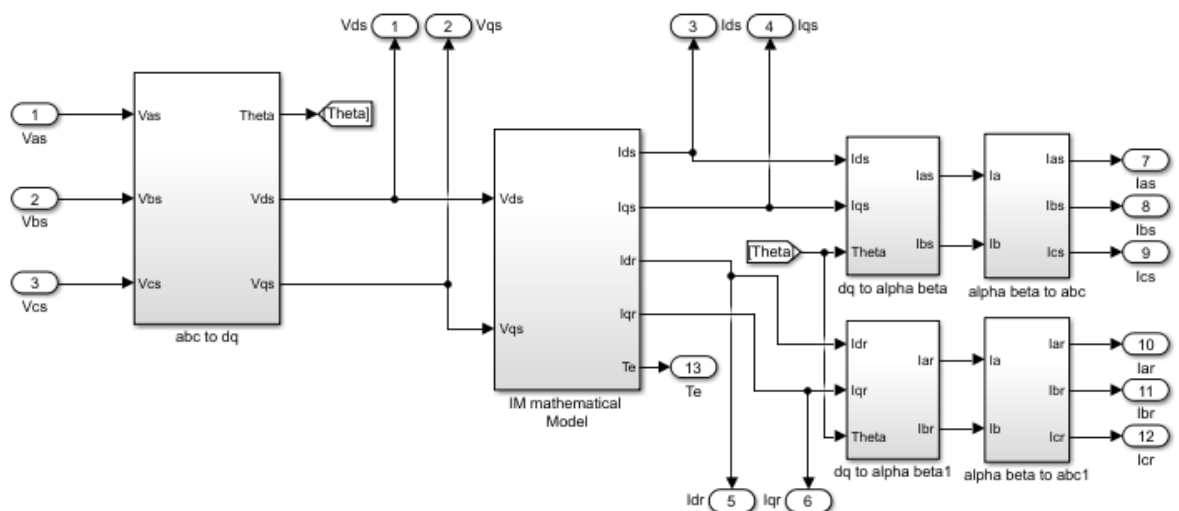 Vds 1
2 Vqs
3 Ids
4 Iqs
1
Vas
2
Vbs
3
Vcs
Vas
Vbs
Vcs
Theta
Vds
Vqs
abc to dq
[Theta]
Vds
Vqs
Ids
Iqs
Idr
Iqr
Te
IM mathematical
Model
13
Te
[Theta]
Ids
Iqs
Theta
Ias
Ibs
dq to alpha beta
Ia
Ib
Ias
Ibs
Ics
alpha beta to abc
7
Ias
8
Ibs
9
Ics
Idr
Iqr
Theta
Iar
Ibr
dq to alpha beta1
Ia
Ib
Iar
Ibr
Icr
alpha beta to abc1
10
Iar
11
Ibr
12
Icr
Idr 5
Iqr 6